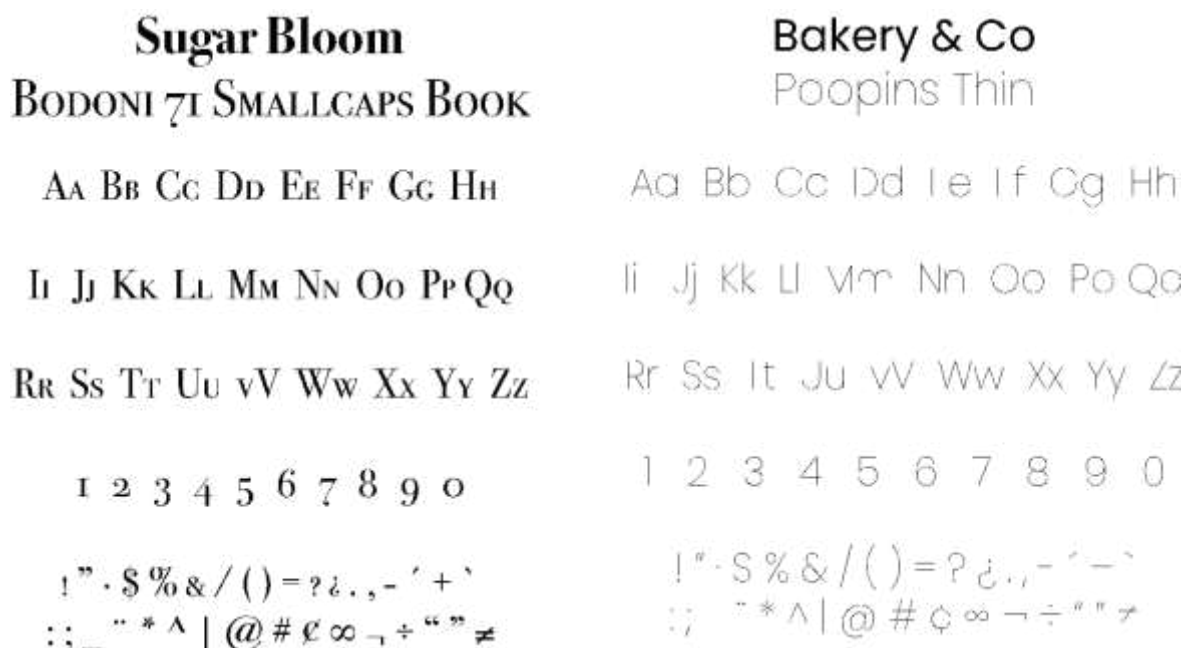 Sugar Bloom
BODONI 71 SMALLCAPS BOOK
AA BB CC DD EE FF GG HH
II JJ KK LL MM NN OO PP QQ
RR SS TT UU vV WW XX YY ZZ
1 2 3 4 5 6 7 8 9 0
! ” · $ % & / ( ) = ? ¿ . , - ´ + `
: ; _ ¨ * ^ | @ # ¢ ∞ ¬ ÷ “ ” ≠
Bakery & Co
Poopins Thin
Aa Bb Cc Dd Ee Ff Gg Hh
Ii Jj Kk Ll Mm Nn Oo Pp Qq
Rr Ss Tt Uu vV Ww Xx Yy Zz
1 2 3 4 5 6 7 8 9 0
! " · $ % & / ( ) = ? ¿ . , - ´ + `
: ; ¨ * ^ | @ # ¢ ∞ ¬ ÷ “ ” ≠